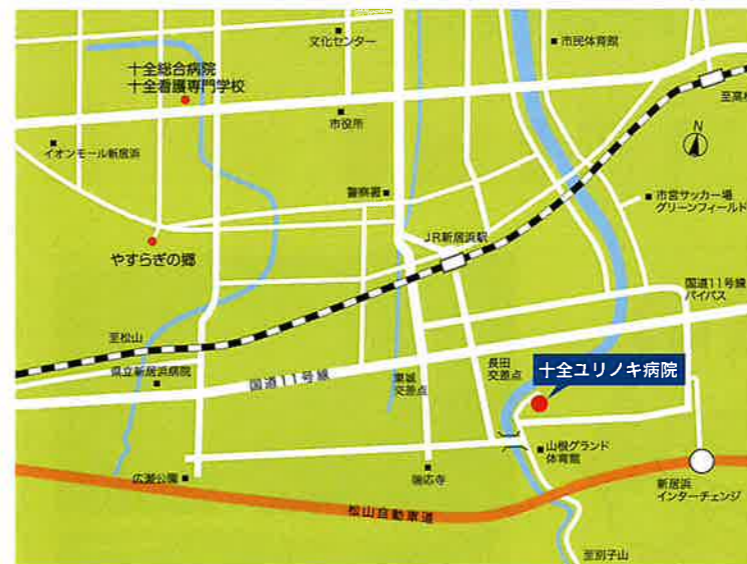 文化センター
市民体育館
十全総合病院
十全看護専門学校
至高松
市役所
N
イオンモール新居浜
警察署
市営サッカー場
グリーンフィールド
JR新居浜駅
やすらぎの郷
国道11号線
バイパス
至松山
県立新居浜病院
国道11号線
東城
交差点
長田
交差点
十全ユリノキ病院
山根グランド
体育館
広瀬公園
瑞応寺
新居浜
インターチェンジ
松山自動車道
至別子山